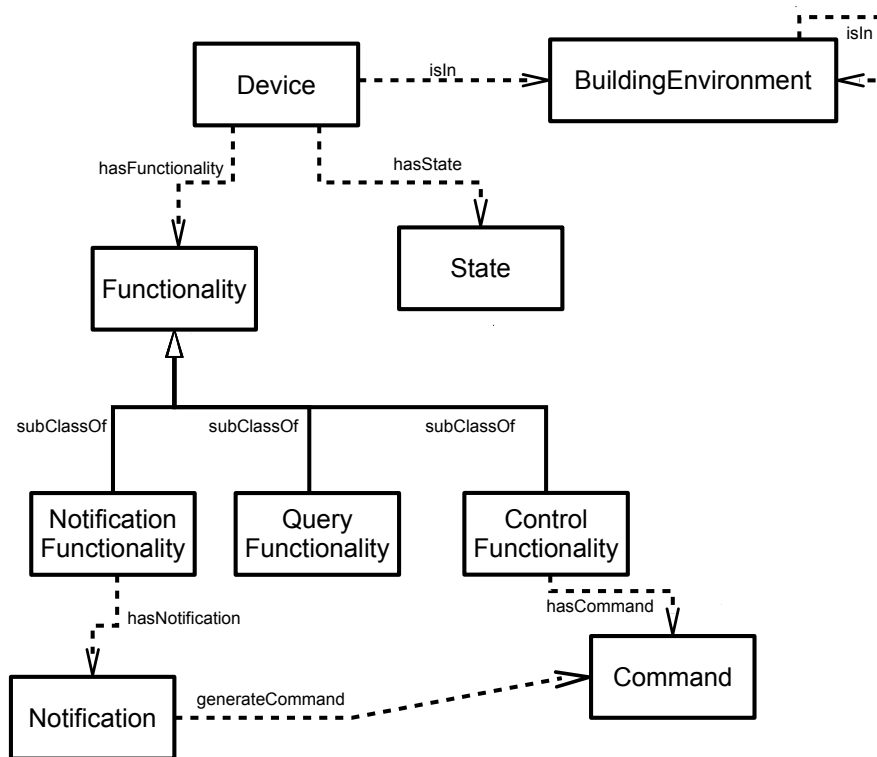 isIn
Device
isIn
BuildingEnvironment
hasFunctionality
hasState
Functionality
State
subClassOf
subClassOf
subClassOf
Notification
Functionality
Query
Functionality
Control
Functionality
hasNotification
hasCommand
Notification
generateCommand
Command